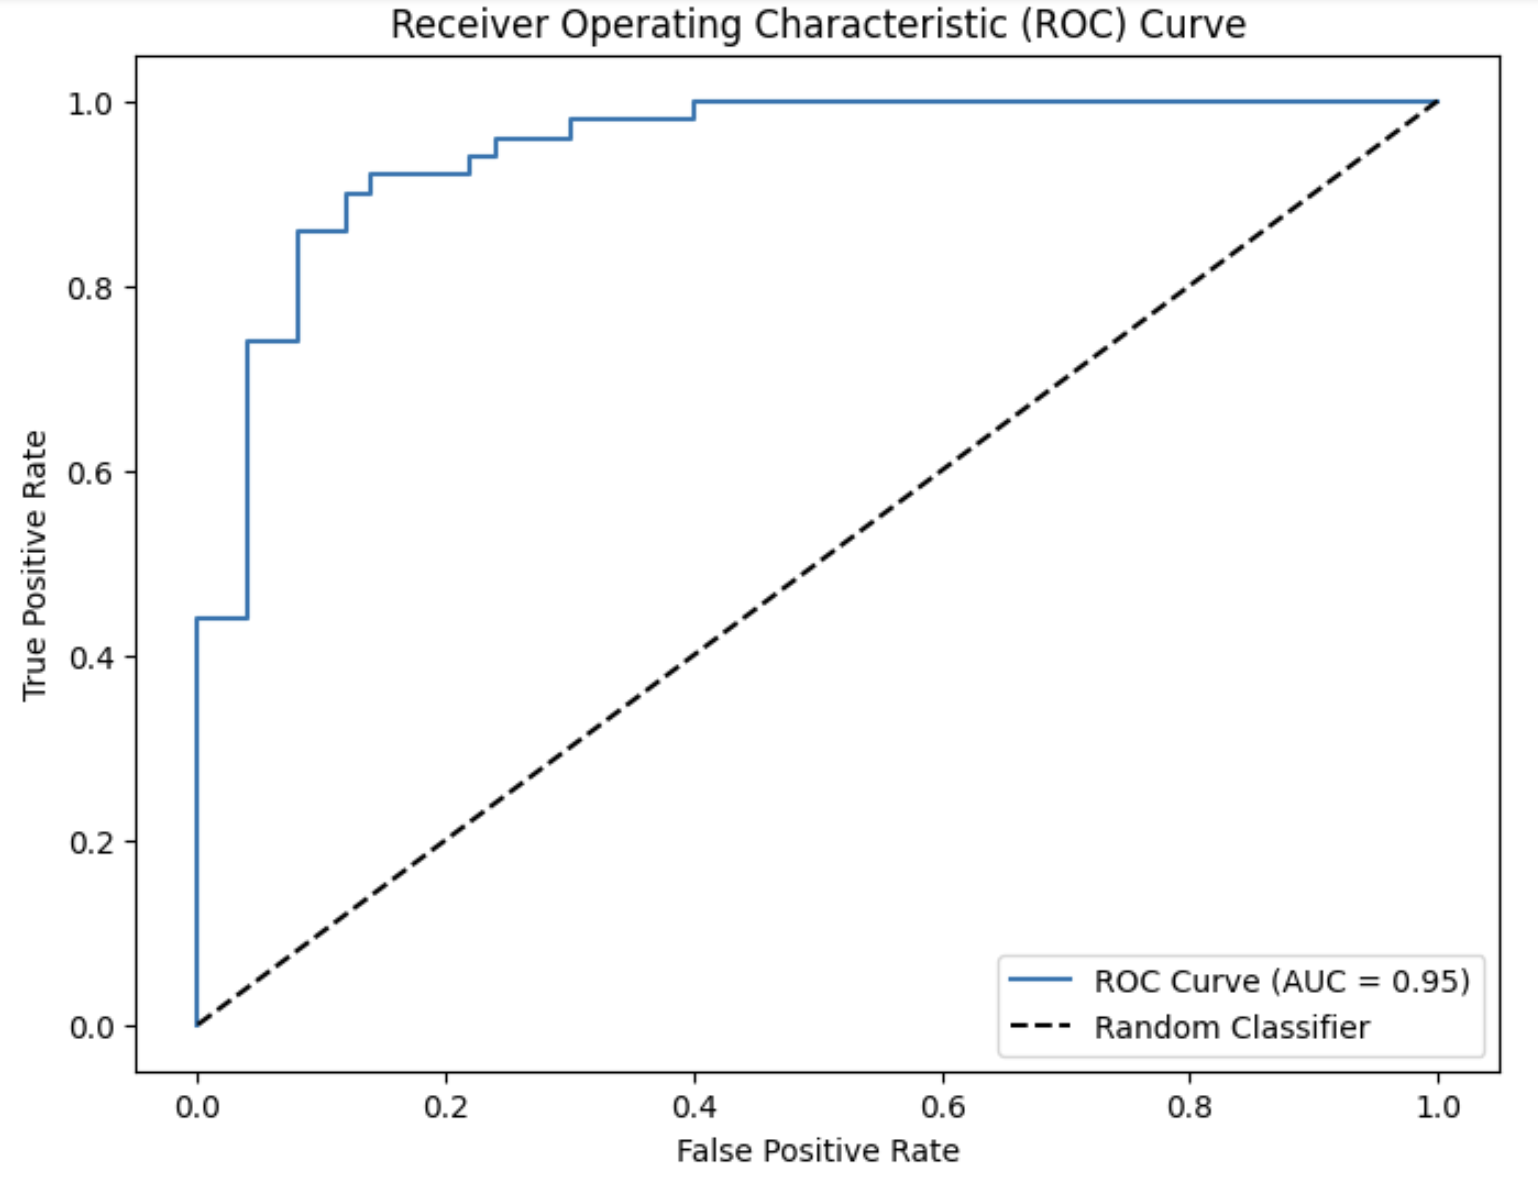 Receiver Operating Characteristic (ROC) Curve
1.0
0.8
0.6
0.4
0.2
0.0
True Positive Rate
ROC Curve (AUC = 0.95)
Random Classifier
0.0 0.2 0.4 0.6 0.8 1.0
False Positive Rate